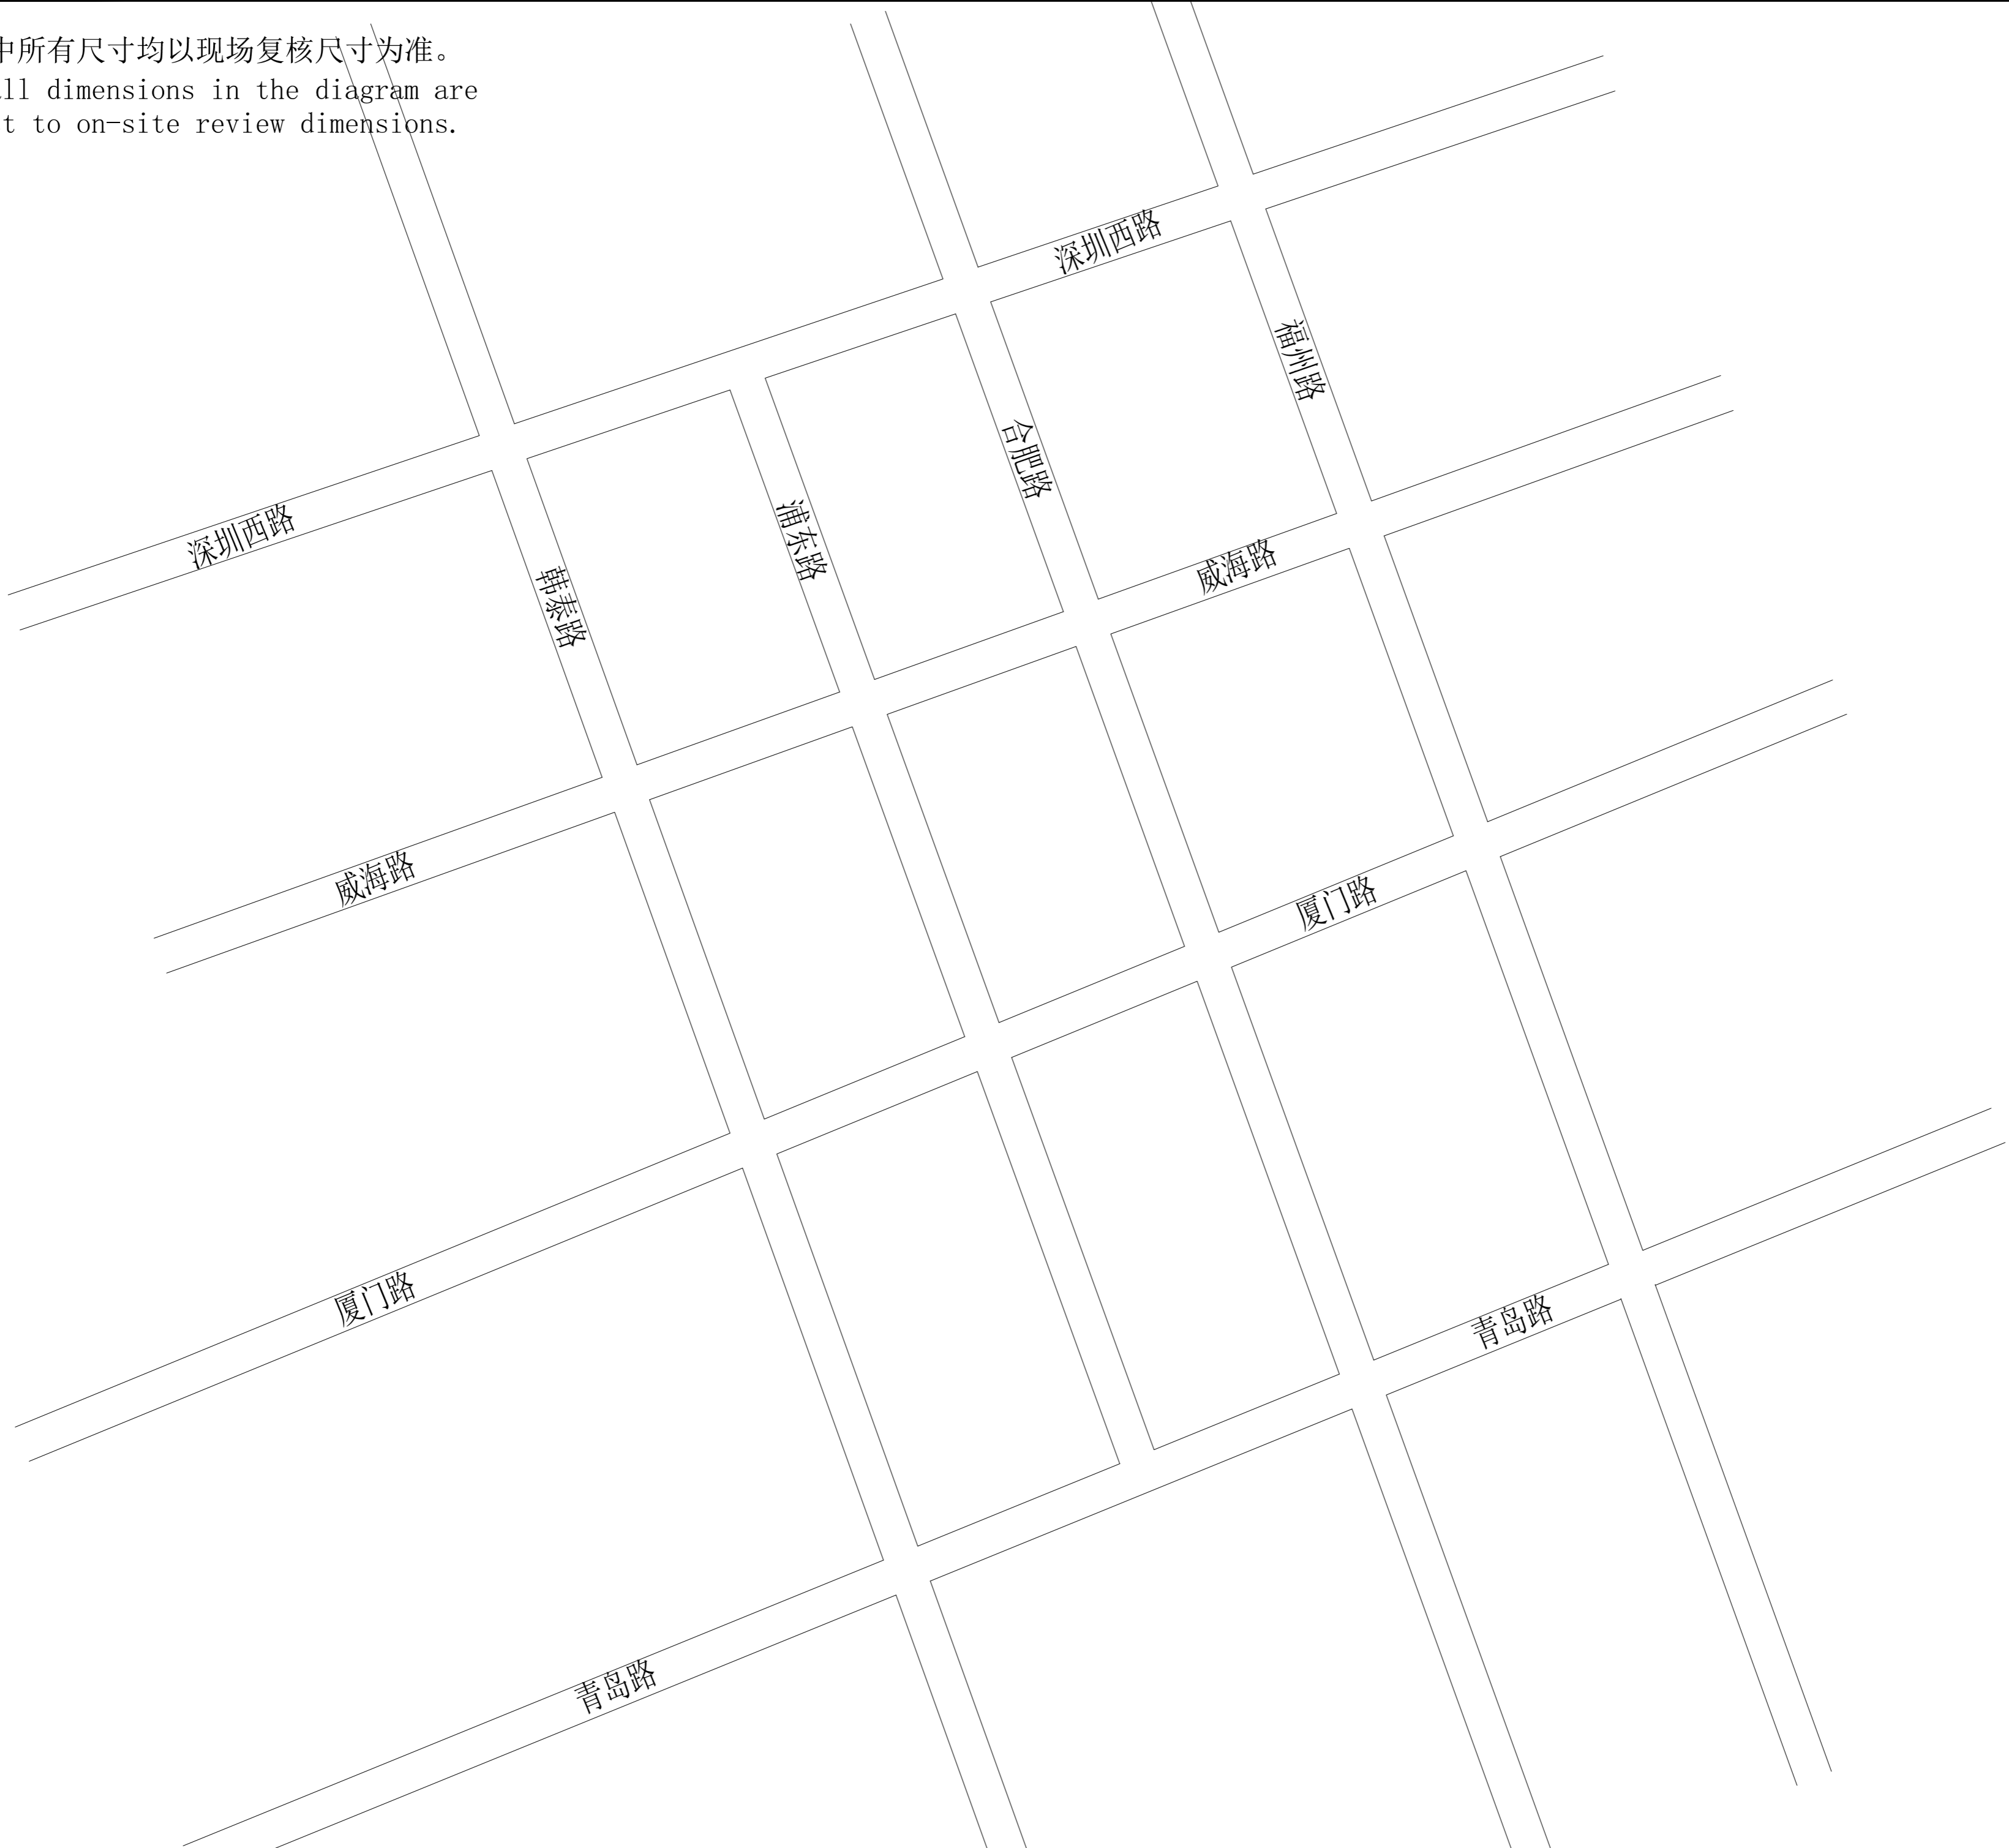 中所有尺寸均以现场复核尺寸为准。
all dimensions in the diagram are
t to on-site review dimensions.
深圳西路
福州路
合肥路
浦东路
深圳西路
韩泰路
威海路
威海路
厦门路
厦门路
青岛路
青岛路